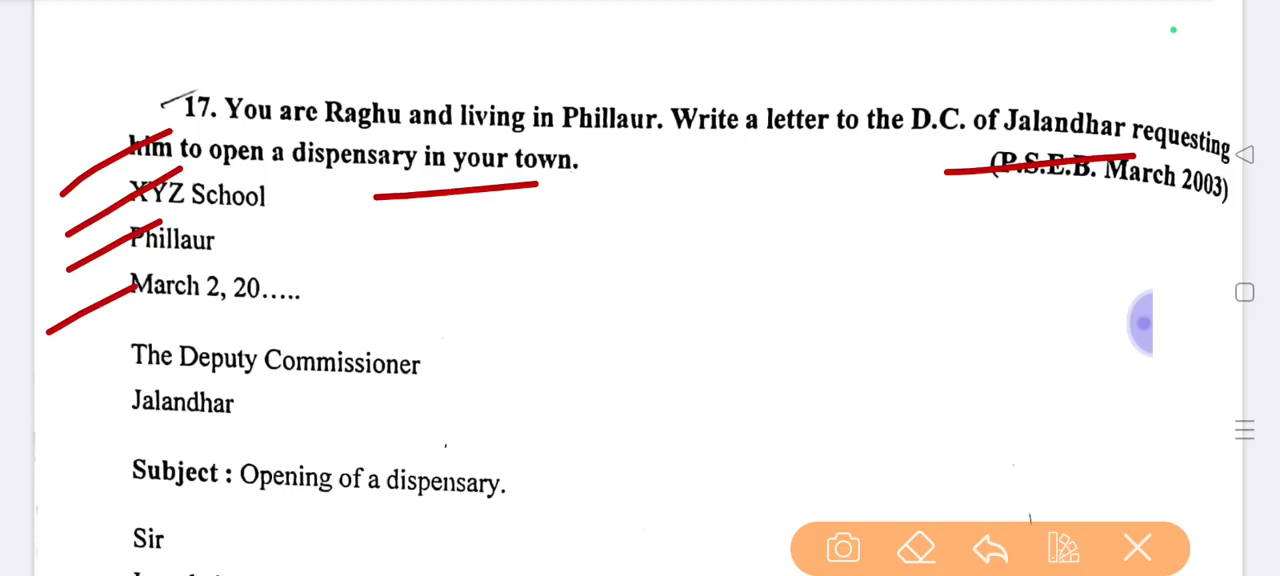 17. You are Raghu and living in Phillaur. Write a letter to the D.C. of Jalandhar requesting
him to open a dispensary in your town.
(P.S.E.B. March 2003)
XYZ School
Phillaur
March 2, 20.....
The Deputy Commissioner
Jalandhar
Subject : Opening of a dispensary.
Sir